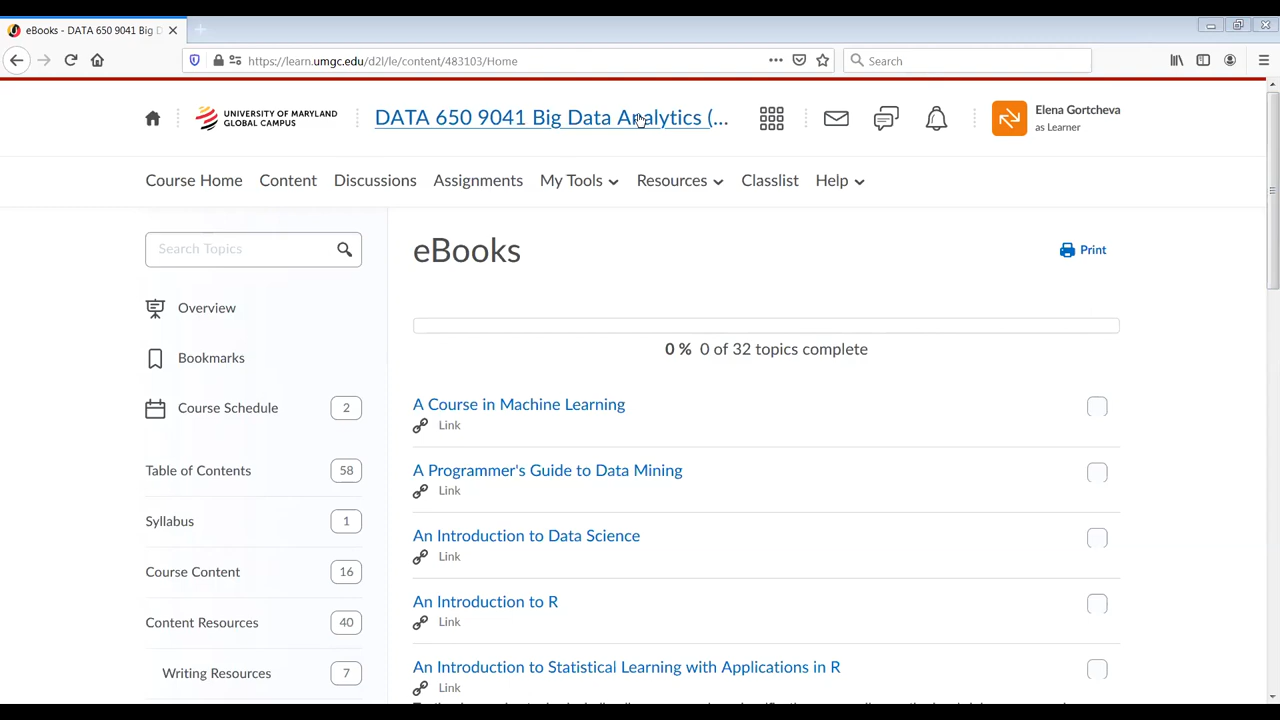 eBooks - DATA 650 9041 Big D
https://learn.umgc.edu/d2l/le/content/483103/Home
Search
UNIVERSITY OF MARYLAND
GLOBAL CAMPUS
DATA 650 9041 Big Data Analytics (...
Elena Gortcheva
as Learner
Course Home Content Discussions Assignments My Tools Resources Classlist Help
Search Topics
Overview
Bookmarks
Course Schedule 2
Table of Contents 58
Syllabus 1
Course Content 16
Content Resources 40
Writing Resources 7
eBooks
Print
0 % 0 of 32 topics complete
A Course in Machine Learning
Link
A Programmer's Guide to Data Mining
Link
An Introduction to Data Science
Link
An Introduction to R
Link
An Introduction to Statistical Learning with Applications in R
Link